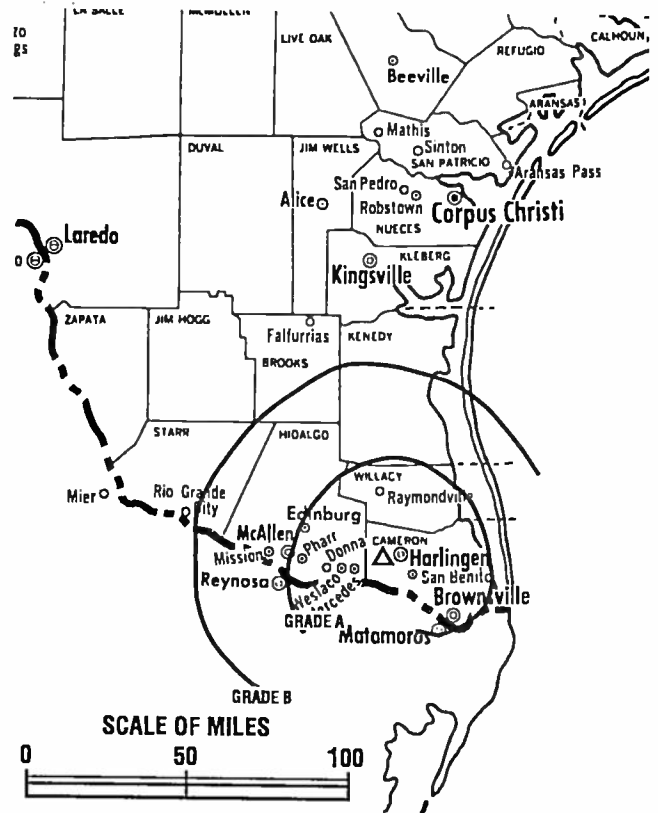 LA SALLE
McMULLEN
LIVE OAK
REFUGIO
CALHOUN
Beeville
ARANSAS
Mathis
Sinton
SAN PATRICIO
Aransas Pass
DUVAL
JIM WELLS
San Pedro
Alice
Robstown
Corpus Christi
NUECES
Laredo
KLEBERG
Kingsville
ZAPATA
JIM HOGG
Falfurrias
KENEDY
BROOKS
STARR
HIDALGO
WILLACY
Mier
Rio Grande
City
Raymondville
Edinburg
McAllen
Pharr
Donna
CAMERON
Mission
Harlingen
Reynosa
San Benito
Weslaco
Mercedes
Brownsville
GRADE A
Matamoros
GRADE B
SCALE OF MILES
0 50 100